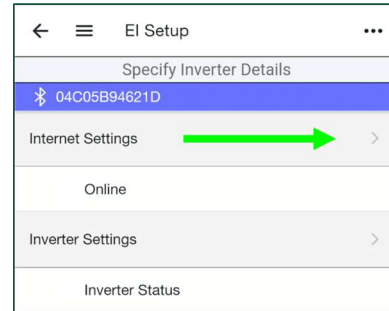 EI Setup
Specify Inverter Details
04C05B94621D
Internet Settings
Online
Inverter Settings
Inverter Status